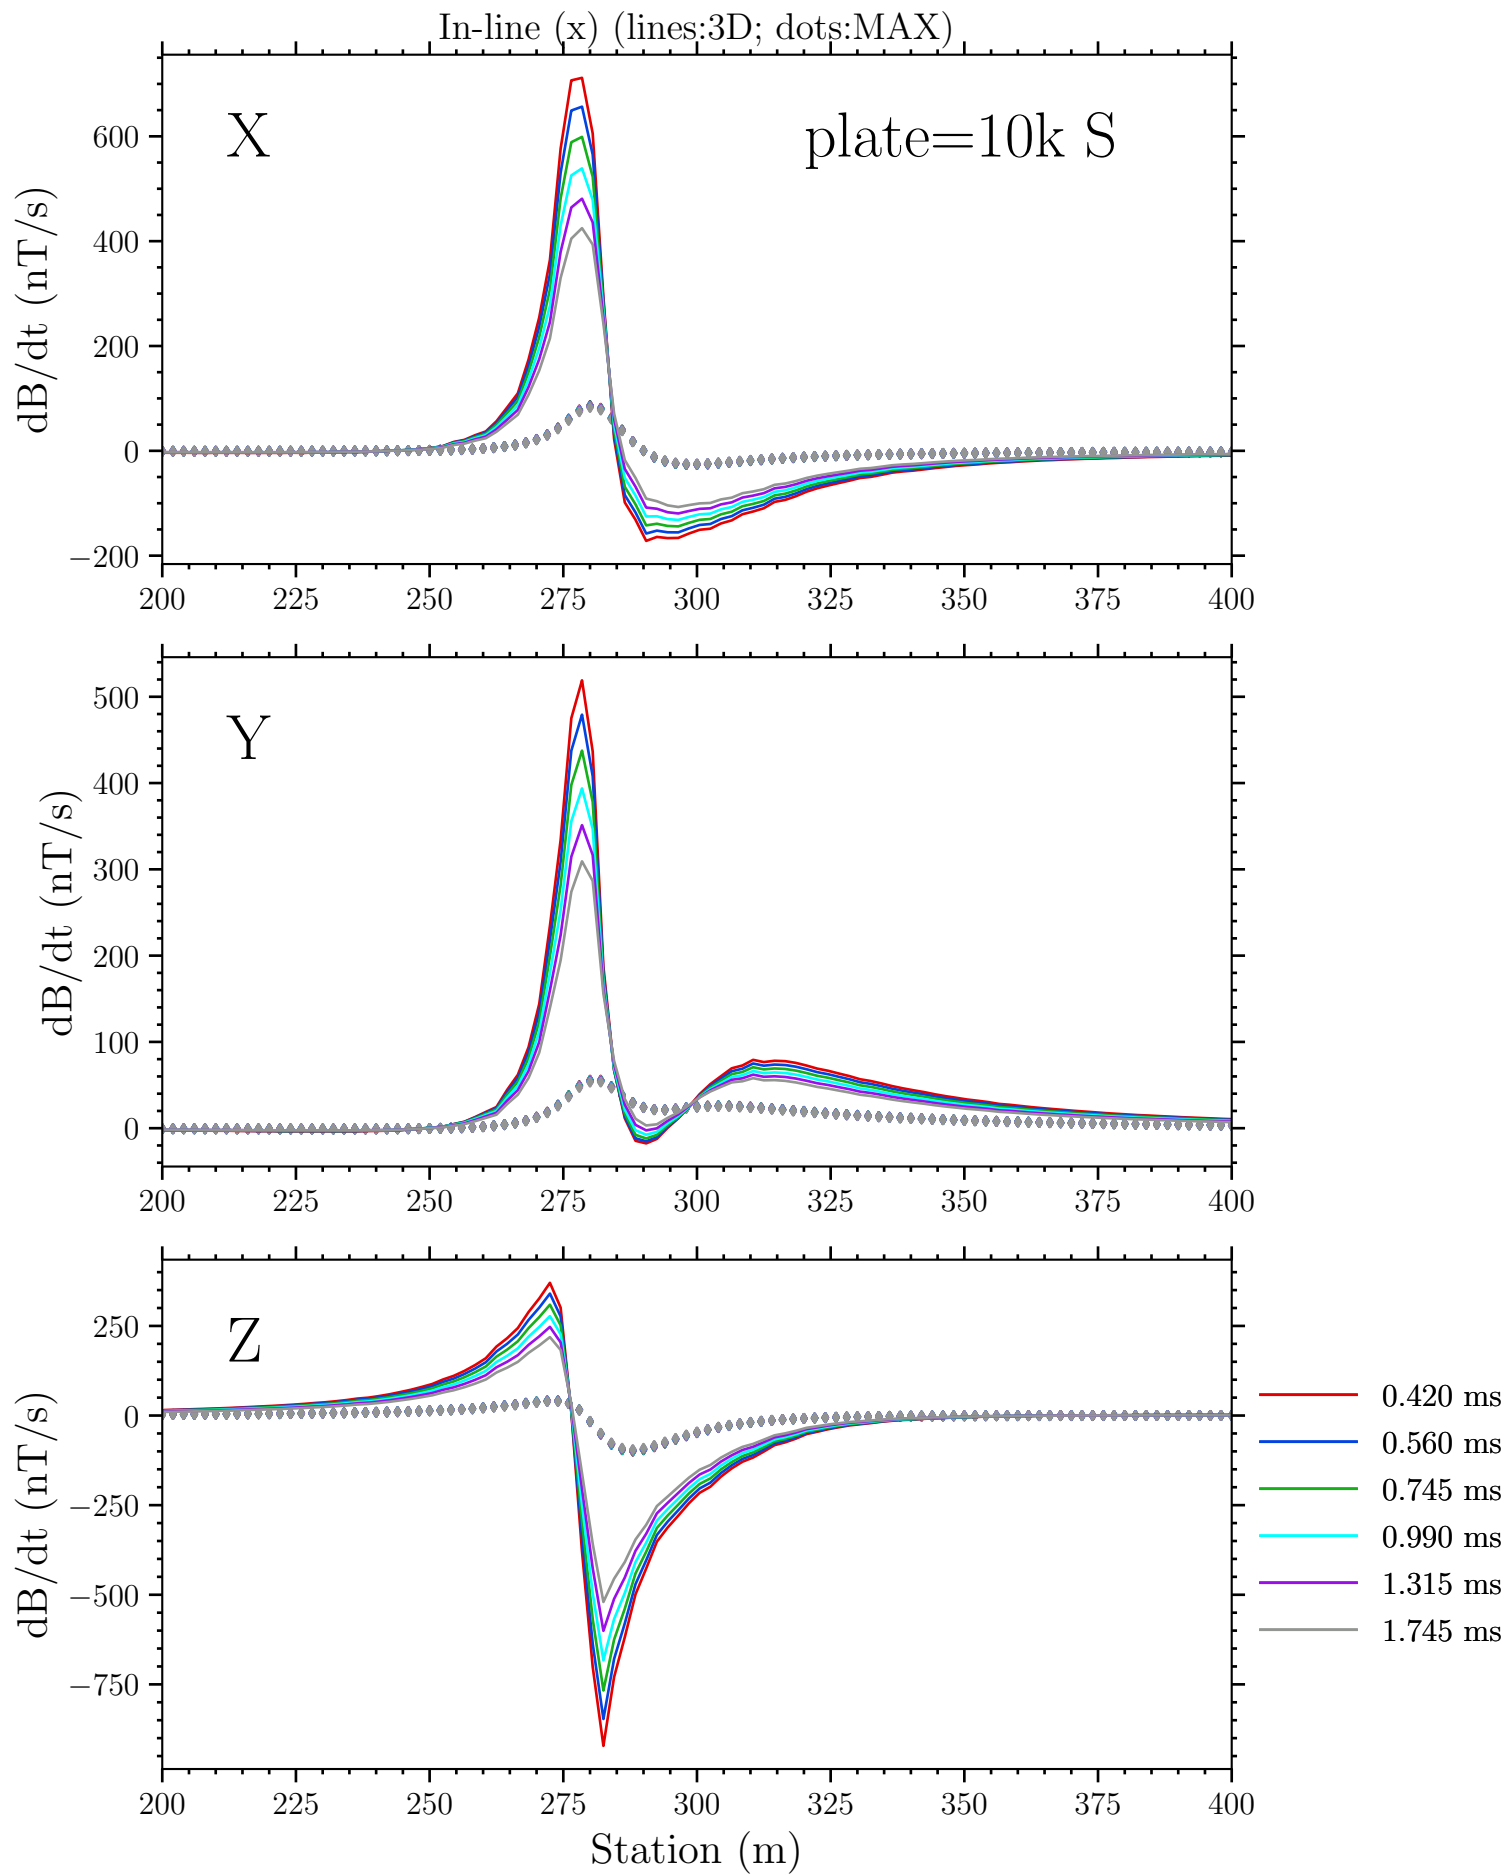 In-line (x) (lines:3D; dots:MAX)
X
plate=10k S
dB/dt (nT/s)
600
400
200
0
−200
200 225 250 275 300 325 350 375 400
Y
dB/dt (nT/s)
500
400
300
200
100
0
200 225 250 275 300 325 350 375 400
Z
dB/dt (nT/s)
250
0
−250
−500
−750
200 225 250 275 300 325 350 375 400
Station (m)
0.420 ms
0.560 ms
0.745 ms
0.990 ms
1.315 ms
1.745 ms